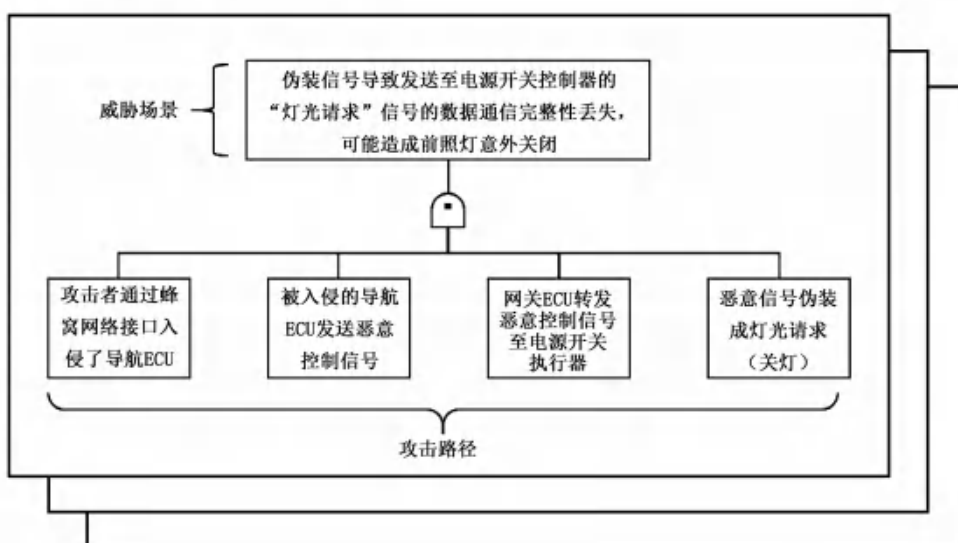 伪装信号导致发送至电源开关控制器的
“灯光请求”信号的数据通信完整性丢失，
可能造成前照灯意外关闭
威胁场景
攻击者通过蜂
窝网络接口入
侵了导航ECU
被入侵的导航
ECU发送恶意
控制信号
网关ECU转发
恶意控制信号
至电源开关
执行器
恶意信号伪装
成灯光请求
（关灯）
攻击路径